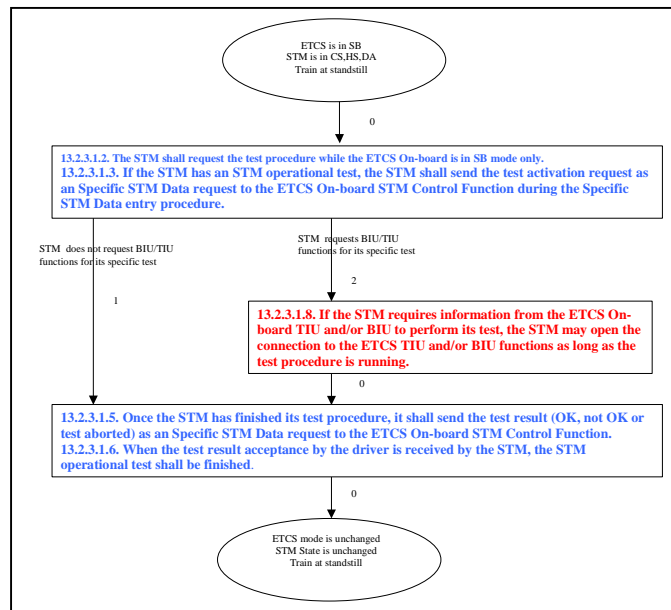 ETCS is in SB
STM is in CS,HS,DA
Train at standstill
0
13.2.3.1.2. The STM shall request the test procedure while the ETCS On-board is in SB mode only.
13.2.3.1.3. If the STM has an STM operational test, the STM shall send the test activation request as
an Specific STM Data request to the ETCS On-board STM Control Function during the Specific
STM Data entry procedure.
STM does not request BIU/TIU
functions for its specific test
STM requests BIU/TIU
functions for its specific test
1
2
13.2.3.1.8. If the STM requires information from the ETCS On-
board TIU and/or BIU to perform its test, the STM may open the
connection to the ETCS TIU and/or BIU functions as long as the
test procedure is running.
0
13.2.3.1.5. Once the STM has finished its test procedure, it shall send the test result (OK, not OK or
test aborted) as an Specific STM Data request to the ETCS On-board STM Control Function.
13.2.3.1.6. When the test result acceptance by the driver is received by the STM, the STM
operational test shall be finished.
0
ETCS mode is unchanged
STM State is unchanged
Train at standstill